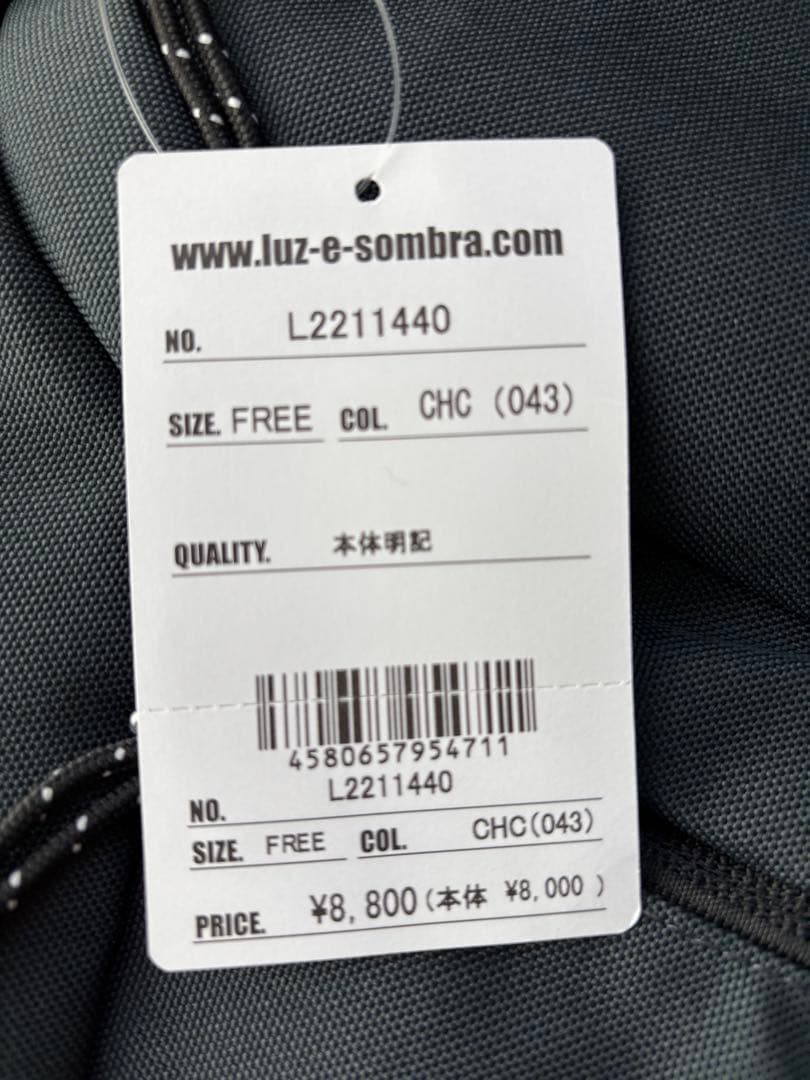 www.luz-e-sombra.com
NO. L2211440
SIZE. FREE COL. CHC (043)
QUALITY. 本体明記
4580657954711
NO. L2211440
SIZE. FREE COL. CHC(043)
PRICE. ¥8,800(本体 ¥8,000 )